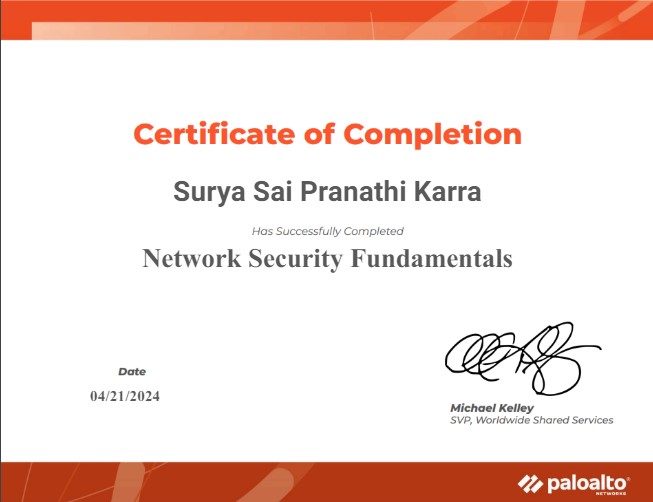 Certificate of Completion
Surya Sai Pranathi Karra
Has Successfully Completed
Network Security Fundamentals
Date
04/21/2024
Michael Kelley
SVP, Worldwide Shared Services
paloalto®
NETWORKS